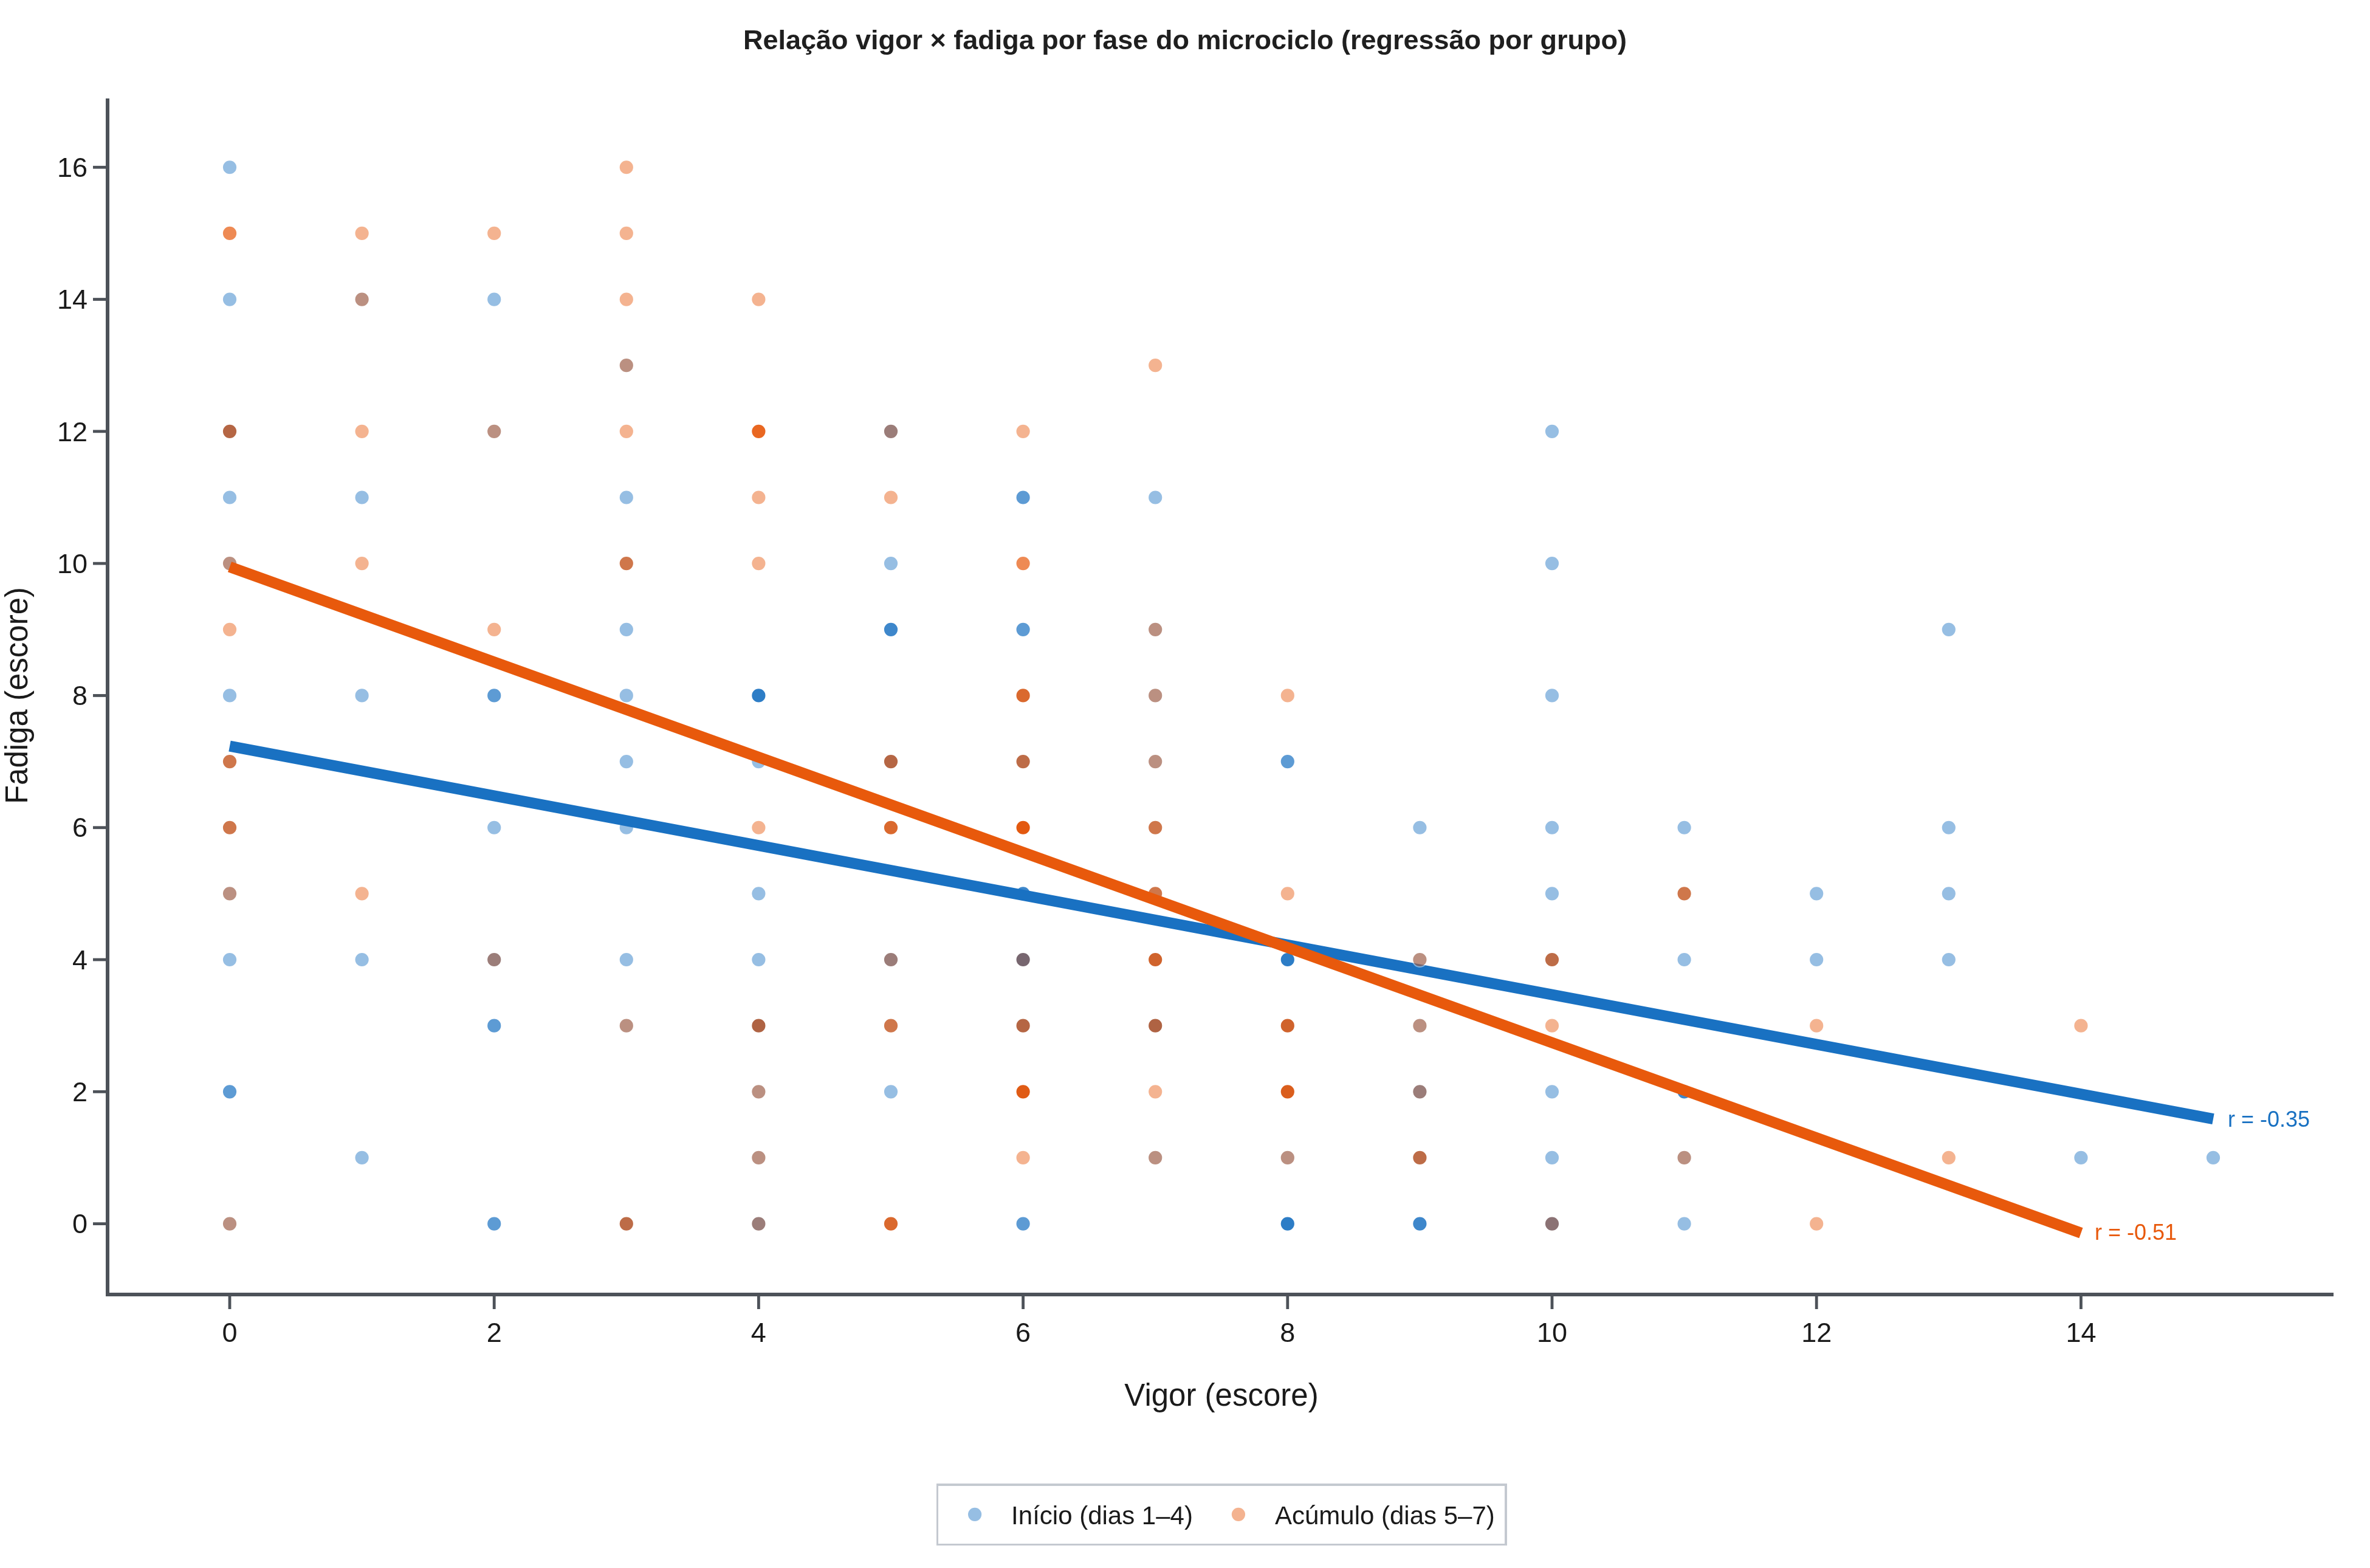 Relação vigor × fadiga por fase do microciclo (regressão por grupo)
Fadiga (escore)
16
14
12
10
8
6
4
2
0
r = -0.35
r = -0.51
0 2 4 6 8 10 12 14
Vigor (escore)
Início (dias 1–4) Acúmulo (dias 5–7)